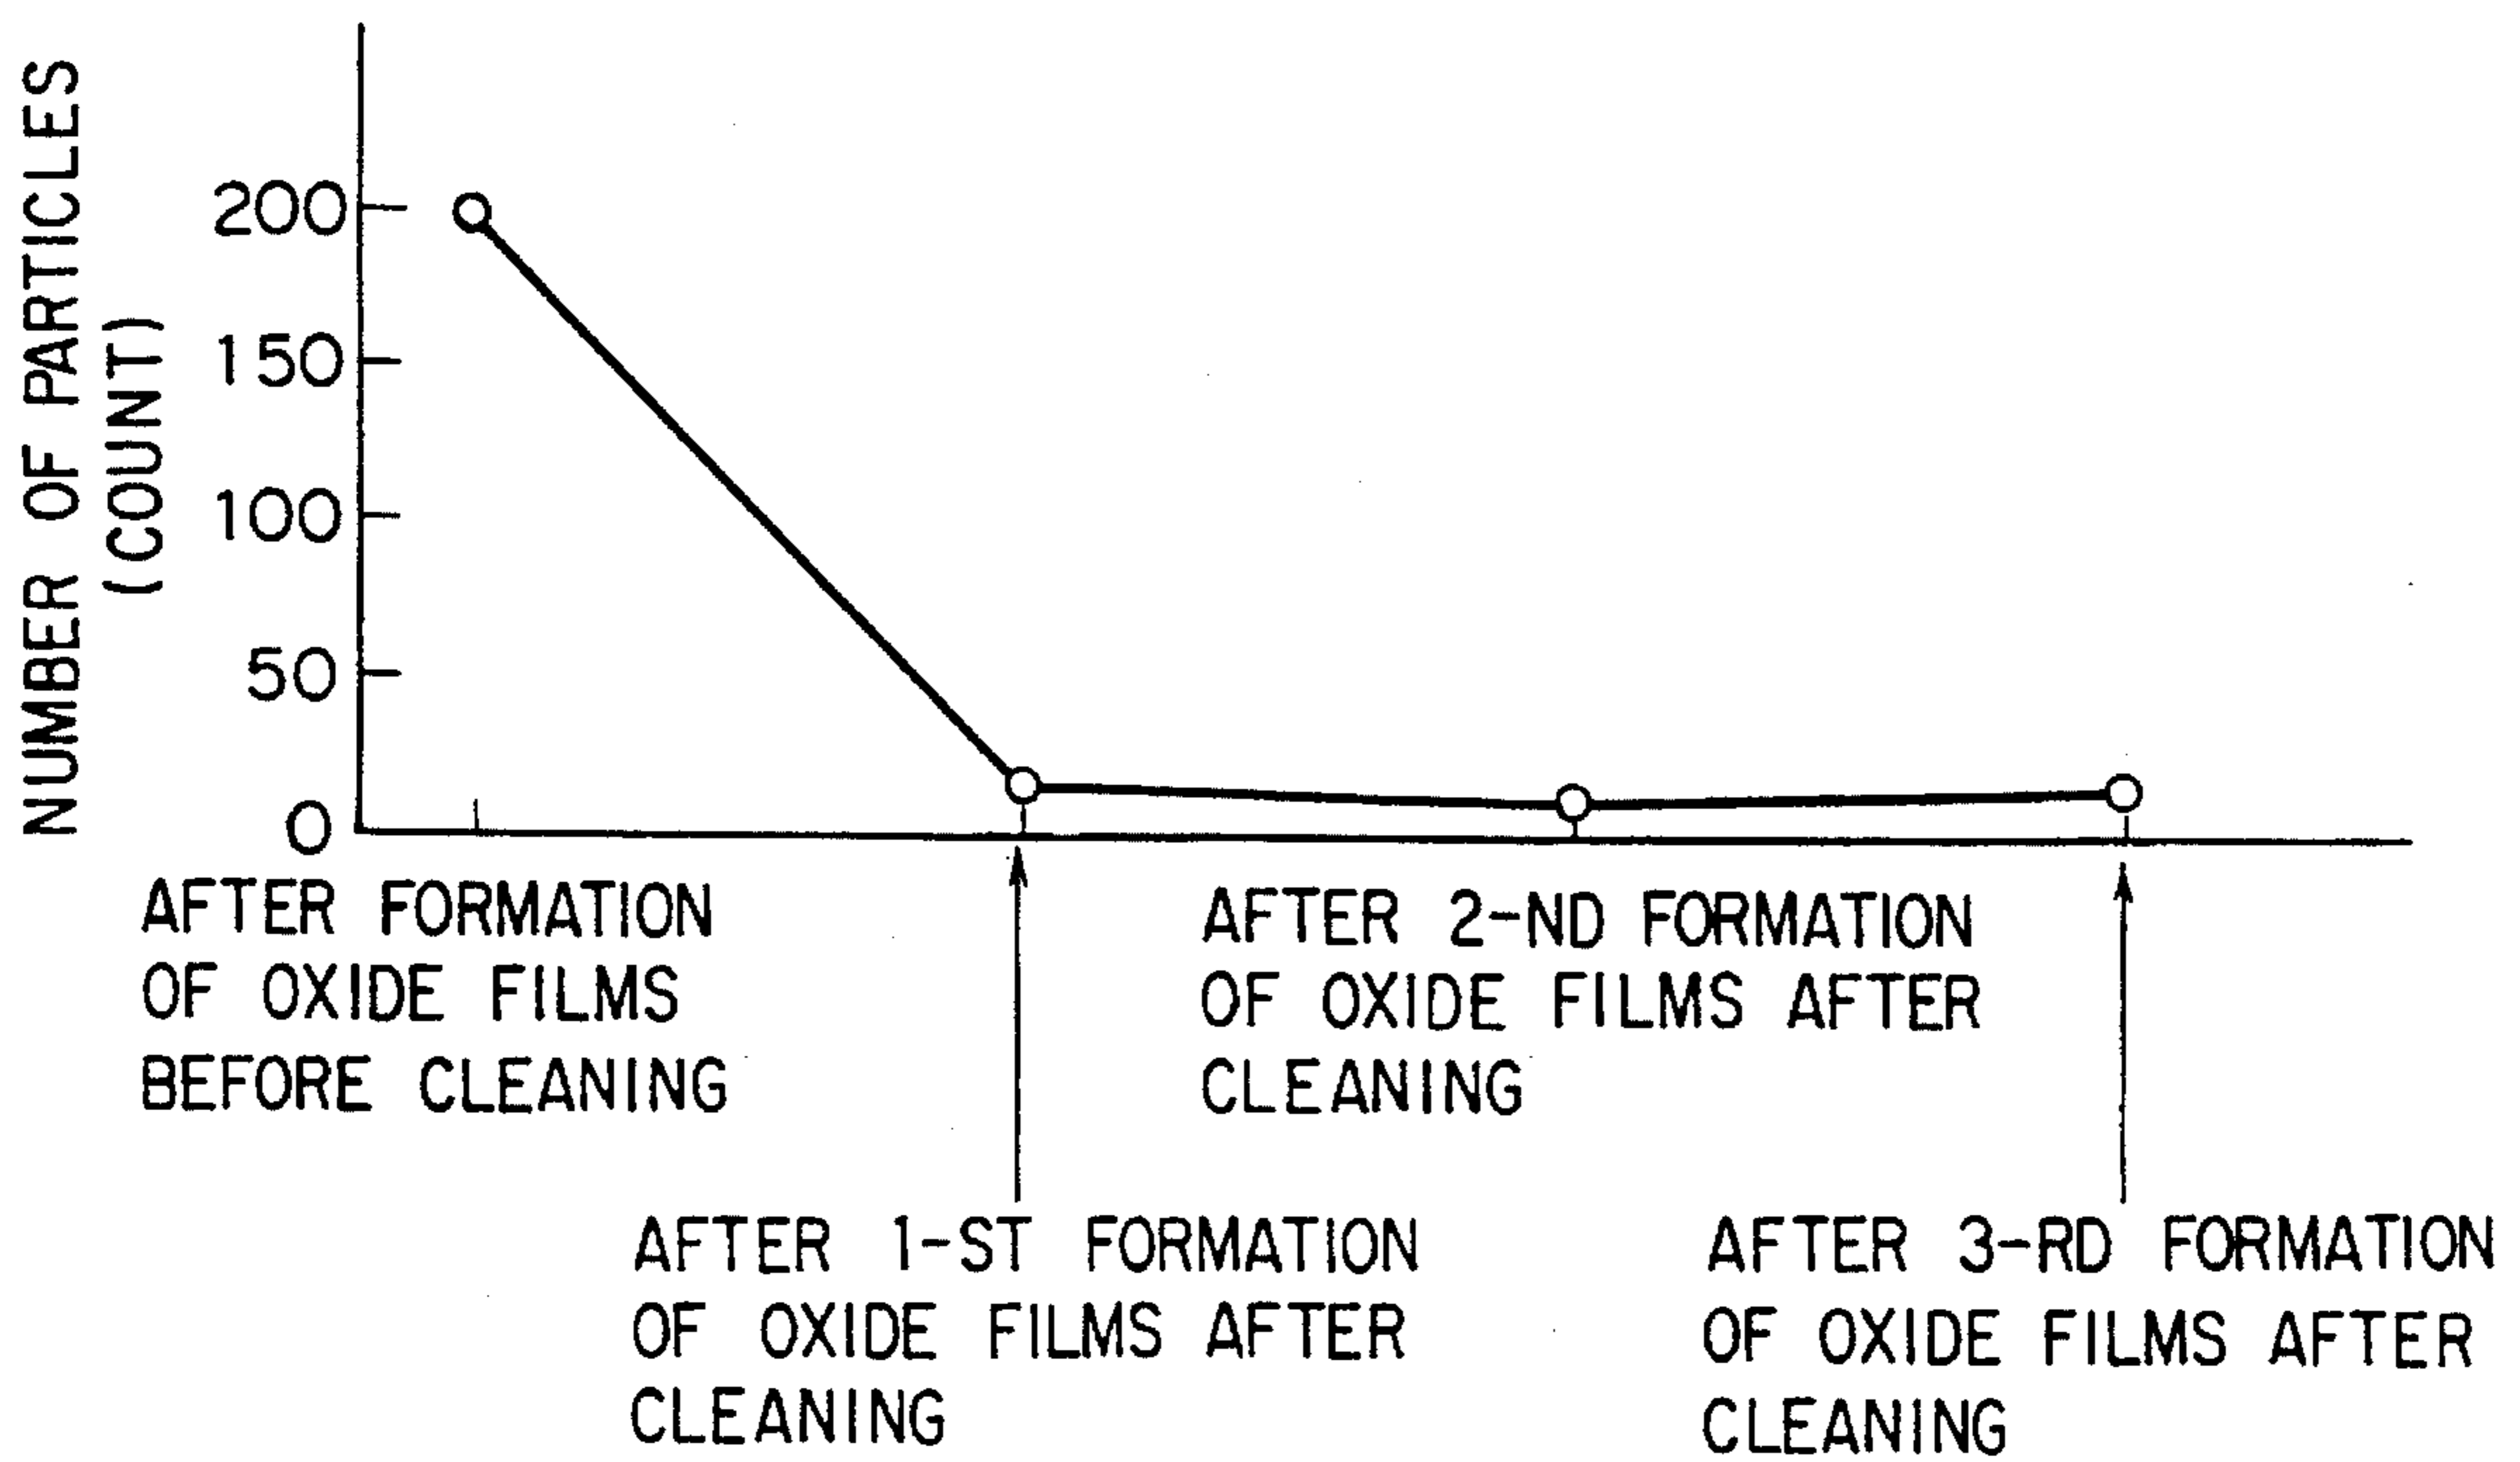 NUMBER OF PARTICLES
(COUNT)
200
150
100
50
0
AFTER FORMATION
OF OXIDE FILMS
BEFORE CLEANING
AFTER 1-ST FORMATION
OF OXIDE FILMS AFTER
CLEANING
AFTER 2-ND FORMATION
OF OXIDE FILMS AFTER
CLEANING
AFTER 3-RD FORMATION
OF OXIDE FILMS AFTER
CLEANING